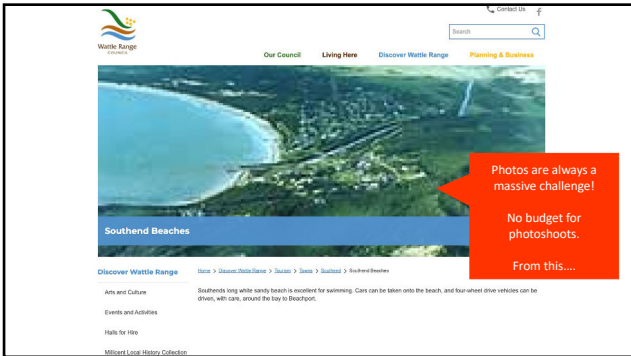 Contact Us
Search
Wattle Range
COUNCIL
Our Council Living Here Discover Wattle Range Planning & Business
Photos are always a
massive challenge!
No budget for
photoshoots.
From this....
Southend Beaches
Discover Wattle Range
Home > Discover Wattle Range > Tourism > Towns > Southend > Southend Beaches
Arts and Culture
Southends long white sandy beach is excellent for swimming. Cars can be taken onto the beach, and four-wheel drive vehicles can be
driven, with cars, around the bay to Beachport.
Events and Activities
Halls for Hire
Millicent Local History Collection